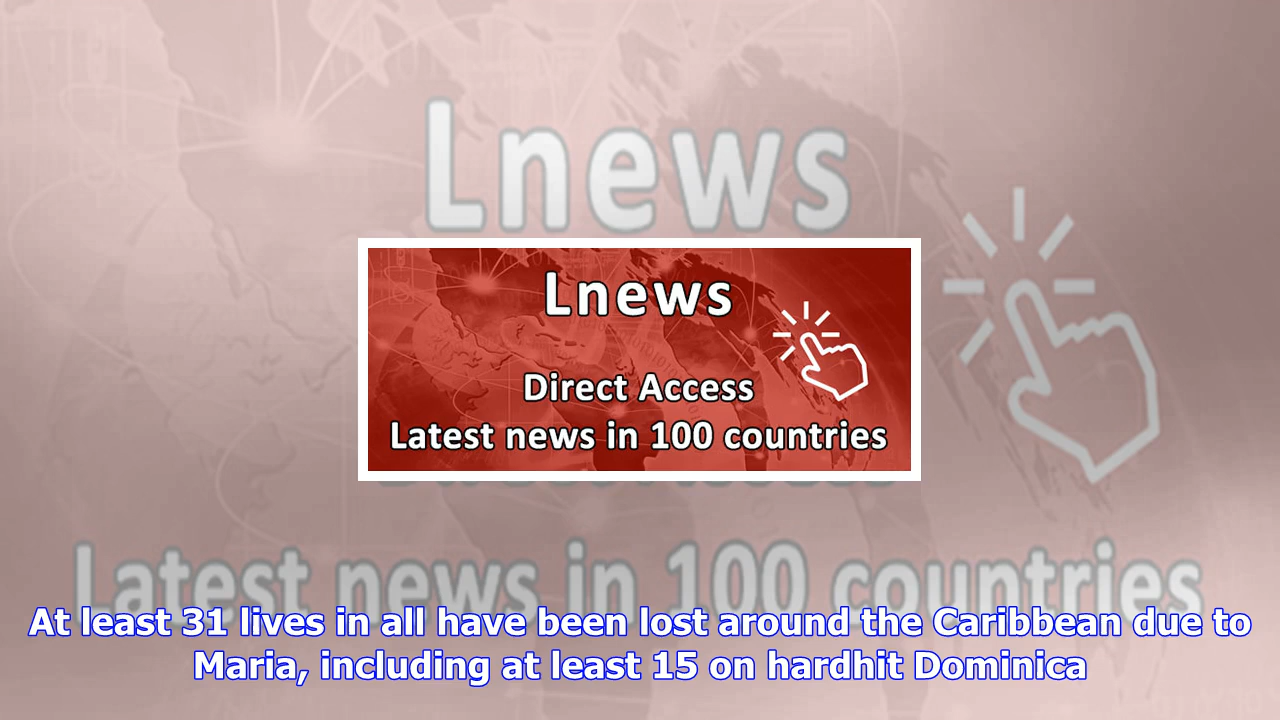 Lnews
Lnews
Direct Access
Latest news in 100 countries
Latest news in 100 countries
At least 31 lives in all have been lost around the Caribbean due to
Maria, including at least 15 on hardhit Dominica